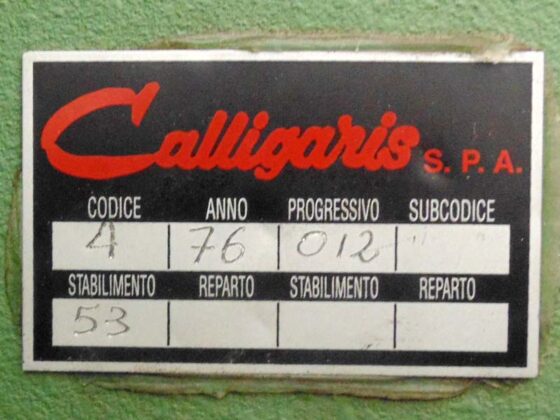 Calligaris S.P.A.
CODICE ANNO PROGRESSIVO SUBCODICE
4 76 012
STABILIMENTO REPARTO STABILIMENTO REPARTO
53